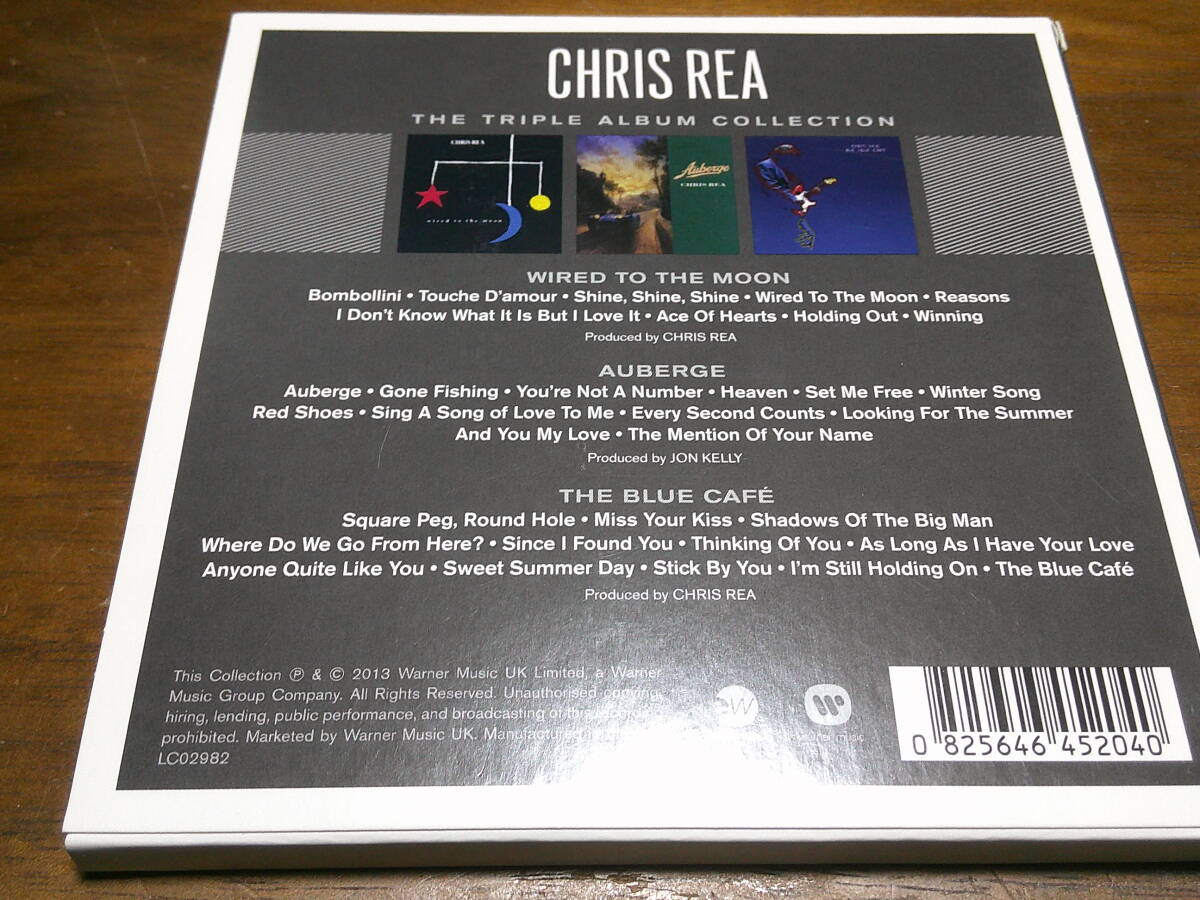 CHRIS REA
THE TRIPLE ALBUM COLLECTION
CHRIS REA
wired to the moon
Auberge
CHRIS REA
WIRED TO THE MOON
Bombollini • Touche D'amour • Shine, Shine, Shine • Wired To The Moon • Reasons
I Don't Know What It Is But I Love It • Ace Of Hearts • Holding Out • Winning
Produced by CHRIS REA
AUBERGE
Auberge • Gone Fishing • You're Not A Number • Heaven • Set Me Free • Winter Song
Red Shoes • Sing A Song of Love To Me • Every Second Counts • Looking For The Summer
And You My Love • The Mention Of Your Name
Produced by JON KELLY
THE BLUE CAFÉ
Square Peg, Round Hole • Miss Your Kiss • Shadows Of The Big Man
Where Do We Go From Here? • Since I Found You • Thinking Of You • As Long As I Have Your Love
Anyone Quite Like You • Sweet Summer Day • Stick By You • I'm Still Holding On • The Blue Café
Produced by CHRIS REA
This Collection ℗ & © 2013 Warner Music UK Limited, a Warner
Music Group Company. All Rights Reserved. Unauthorised copying,
hiring, lending, public performance, and broadcasting of this
prohibited. Marketed by Warner Music UK. Manufactured in
LC02982
ew
music
0 825646 452040